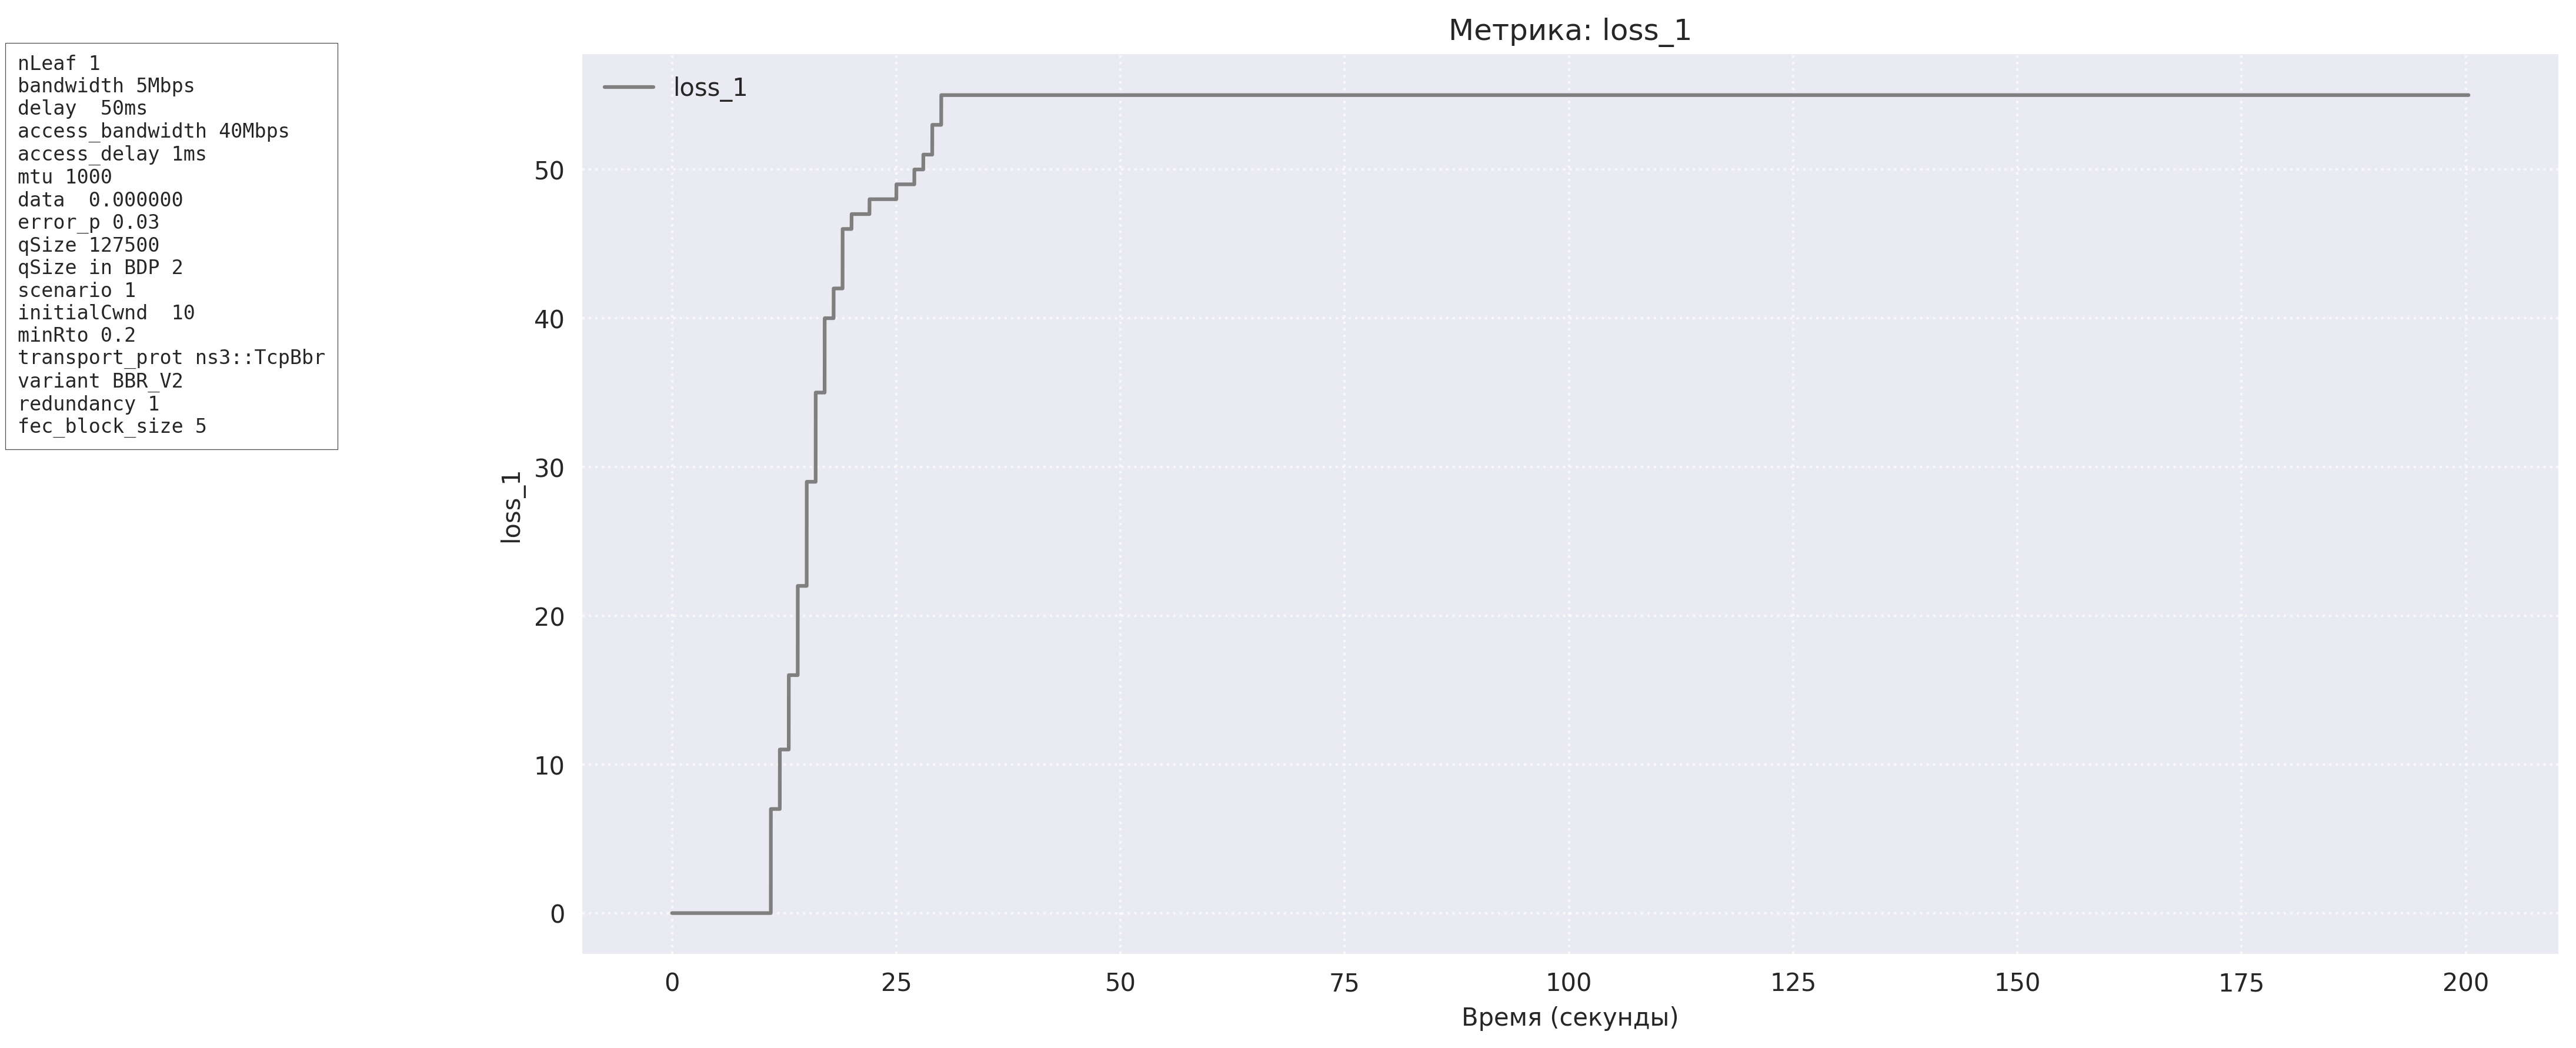 Метрика: loss_1
nLeaf 1
bandwidth 5Mbps
delay  50ms
access_bandwidth 40Mbps
access_delay 1ms
mtu 1000
data  0.000000
error_p 0.03
qSize 127500
qSize in BDP 2
scenario 1
initialCwnd  10
minRto 0.2
transport_prot ns3::TcpBbr
variant BBR_V2
redundancy 1
fec_block_size 5
loss_1
loss_1
50
40
30
20
10
0
0 25 50 75 100 125 150 175 200
Время (секунды)